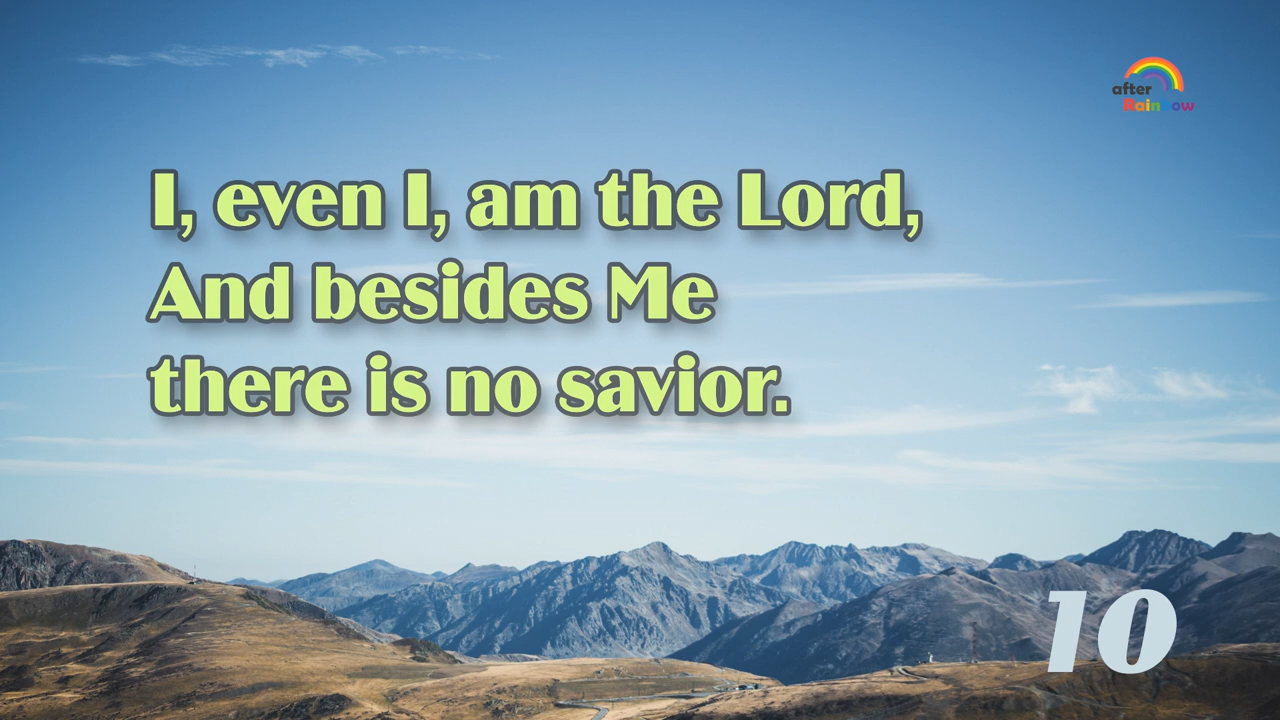 after
Rainbow
I, even I, am the Lord,
And besides Me
there is no savior.
10